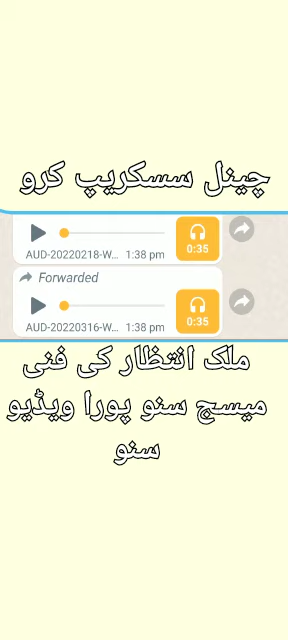 چینل سسکریپ کرو
0:35
AUD-20220218-W... 1:38 pm
Forwarded
0:35
AUD-20220316-W... 1:38 pm
ملک انتظار کی فنی
میسج سنو پورا ویڈیو
سنو